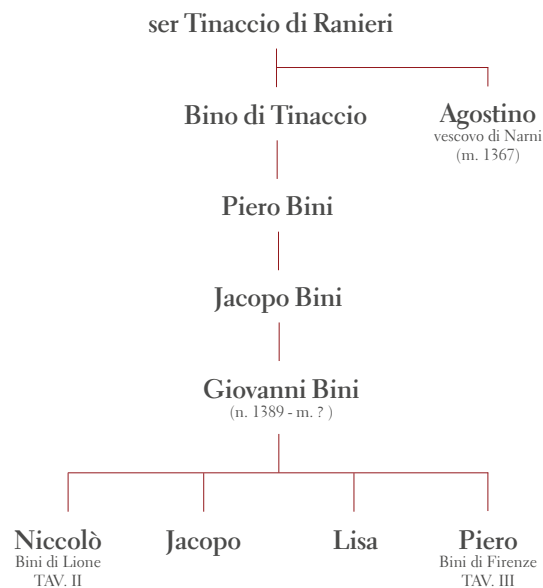 ser Tinaccio di Ranieri
Bino di Tinaccio
Agostino
vescovo di Narni
(m. 1367)
Piero Bini
Jacopo Bini
Giovanni Bini
(n. 1389 - m. ? )
Niccolò
Bini di Lione
TAV. II
Jacopo
Lisa
Piero
Bini di Firenze
TAV. III